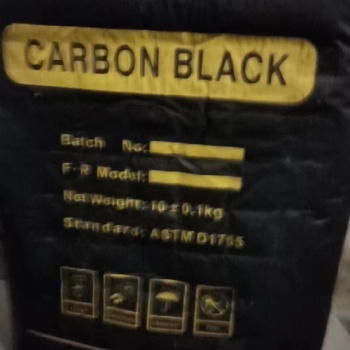 CARBON BLACK
Batch No:
F-R Model:
Net Weight: 10 ± 0.1kg
Standard: ASTM D1765